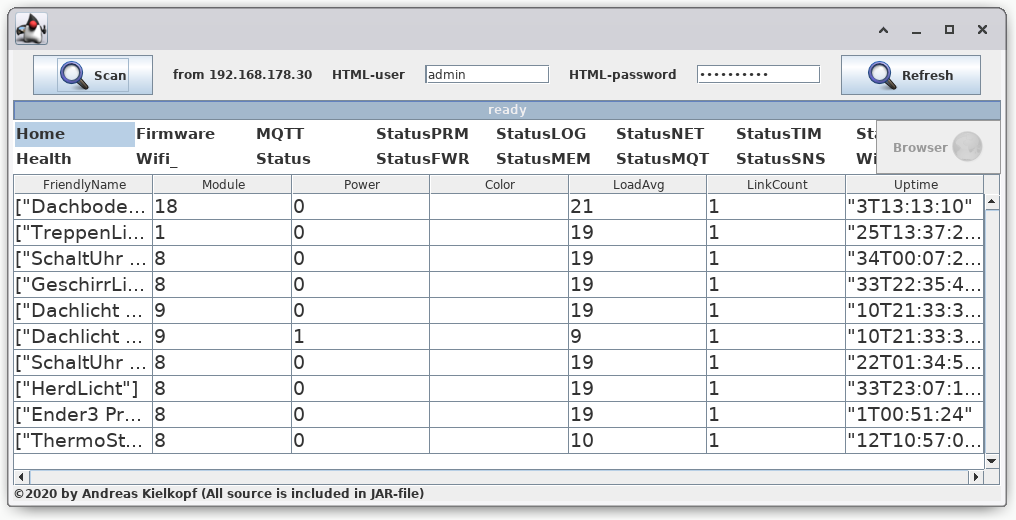 Scan from 192.168.178.30 HTML-user admin HTML-password •••••••••• Refresh
ready
Home Firmware MQTT StatusPRM StatusLOG StatusNET StatusTIM Browser
Health Wifi_ Status StatusFWR StatusMEM StatusMQT StatusSNS
FriendlyName Module Power Color LoadAvg LinkCount Uptime
["Dachbode... 18 0 21 1 "3T13:13:10"
["TreppenLi... 1 0 19 1 "25T13:37:2...
["SchaltUhr ... 8 0 19 1 "34T00:07:2...
["GeschirrLi... 8 0 19 1 "33T22:35:4...
["Dachlicht ... 9 0 19 1 "10T21:33:3...
["Dachlicht ... 9 1 9 1 "10T21:33:3...
["SchaltUhr ... 8 0 19 1 "22T01:34:5...
["HerdLicht"] 8 0 19 1 "33T23:07:1...
["Ender3 Pr... 8 0 19 1 "1T00:51:24"
["ThermoSt... 8 0 10 1 "12T10:57:0...
©2020 by Andreas Kielkopf (All source is included in JAR-file)